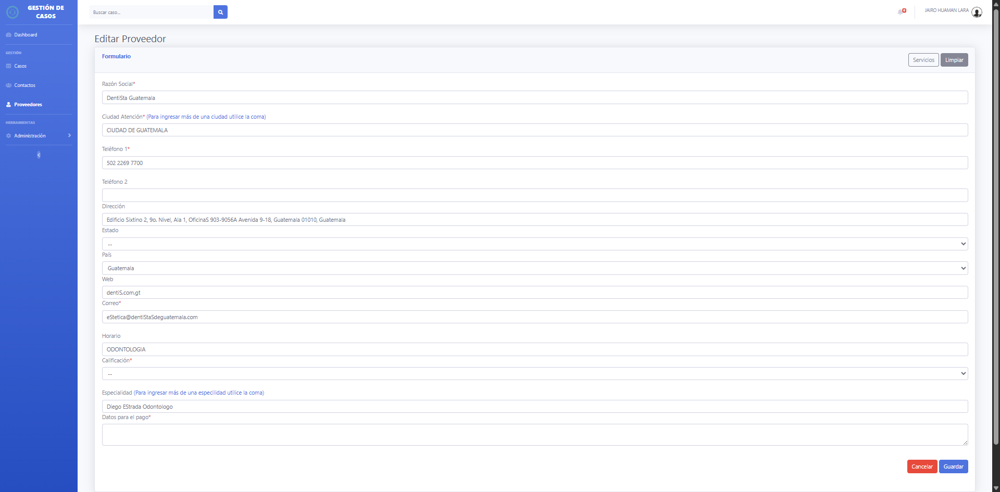 GESTIÓN DE
CASOS
Dashboard
GESTIÓN
Casos
Contactos
Proveedores
HERRAMIENTAS
Administración
Buscar caso...
0
JAIRO HUAMAN LARA
Editar Proveedor
Formulario
Servicios
Limpiar
Razón Social*
DentiSta Guatemala
Ciudad Atención* (Para ingresar más de una ciudad utilice la coma)
CIUDAD DE GUATEMALA
Teléfono 1*
502 2269 7700
Teléfono 2
Dirección
Edificio Sixtino 2, 9o. Nivel, Ala 1, OficinaS 903-9056A Avenida 9-18, Guatemala 01010, Guatemala
Estado
--
País
Guatemala
Web
dentiS.com.gt
Correo*
eStetica@dentiStaSdeguatemala.com
Horario
ODONTOLOGIA
Calificación*
--
Especialidad (Para ingresar más de una especilidad utilice la coma)
Diego EStrada Odontologo
Datos para el pago*
Cancelar
Guardar